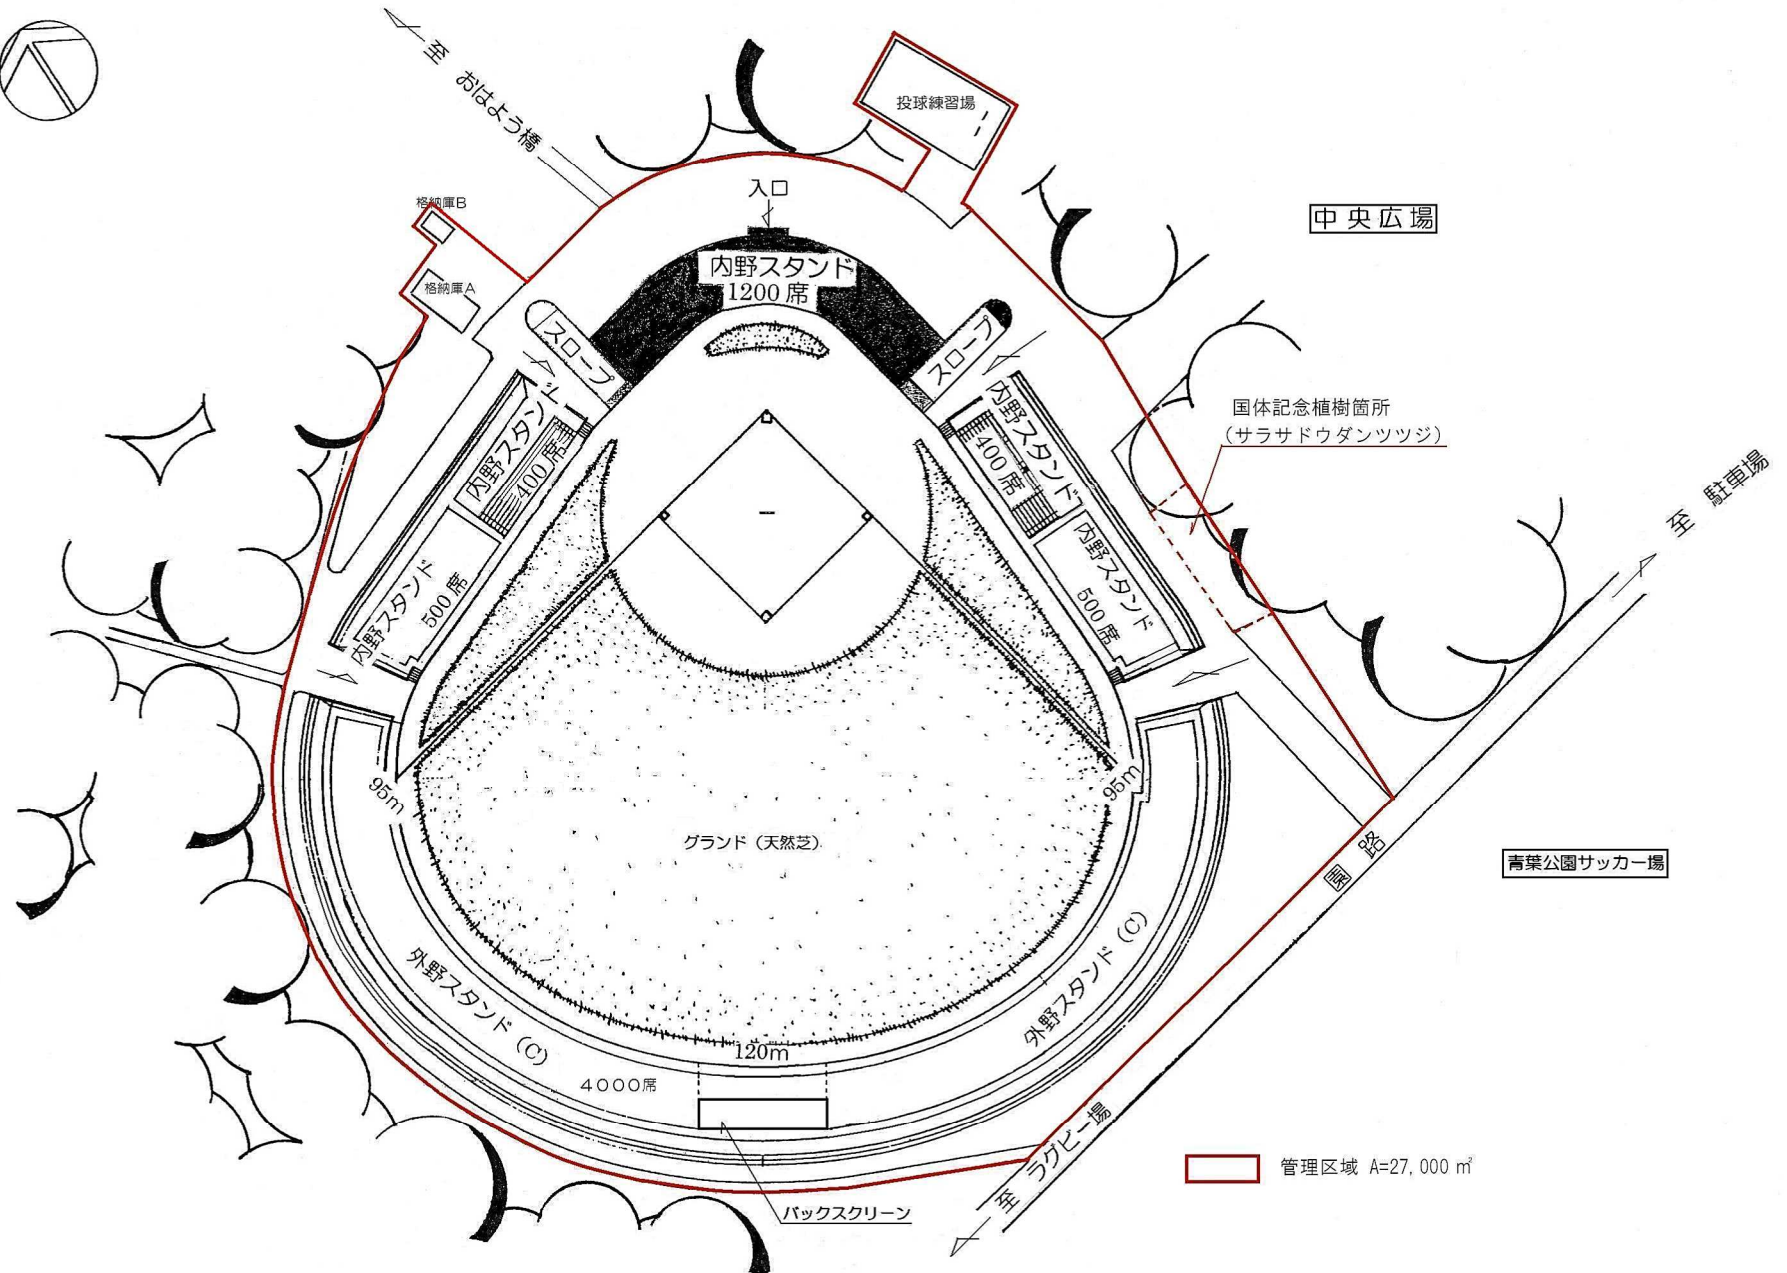 至 おはよう橋
投球練習場
格納庫B
入口
中央広場
格納庫A
内野スタンド
1200席
スロープ
スロープ
内野スタンド
400席
内野スタンド
400席
国体記念植樹箇所
(サラサドウダンツツジ)
至 駐車場
内野スタンド
500席
内野スタンド
500席
95m
95m
グランド(天然芝)
園路
青葉公園サッカー場
外野スタンド(C)
外野スタンド(C)
120m
4000席
至 ラグビー場
バックスクリーン
管理区域 A=27,000㎡